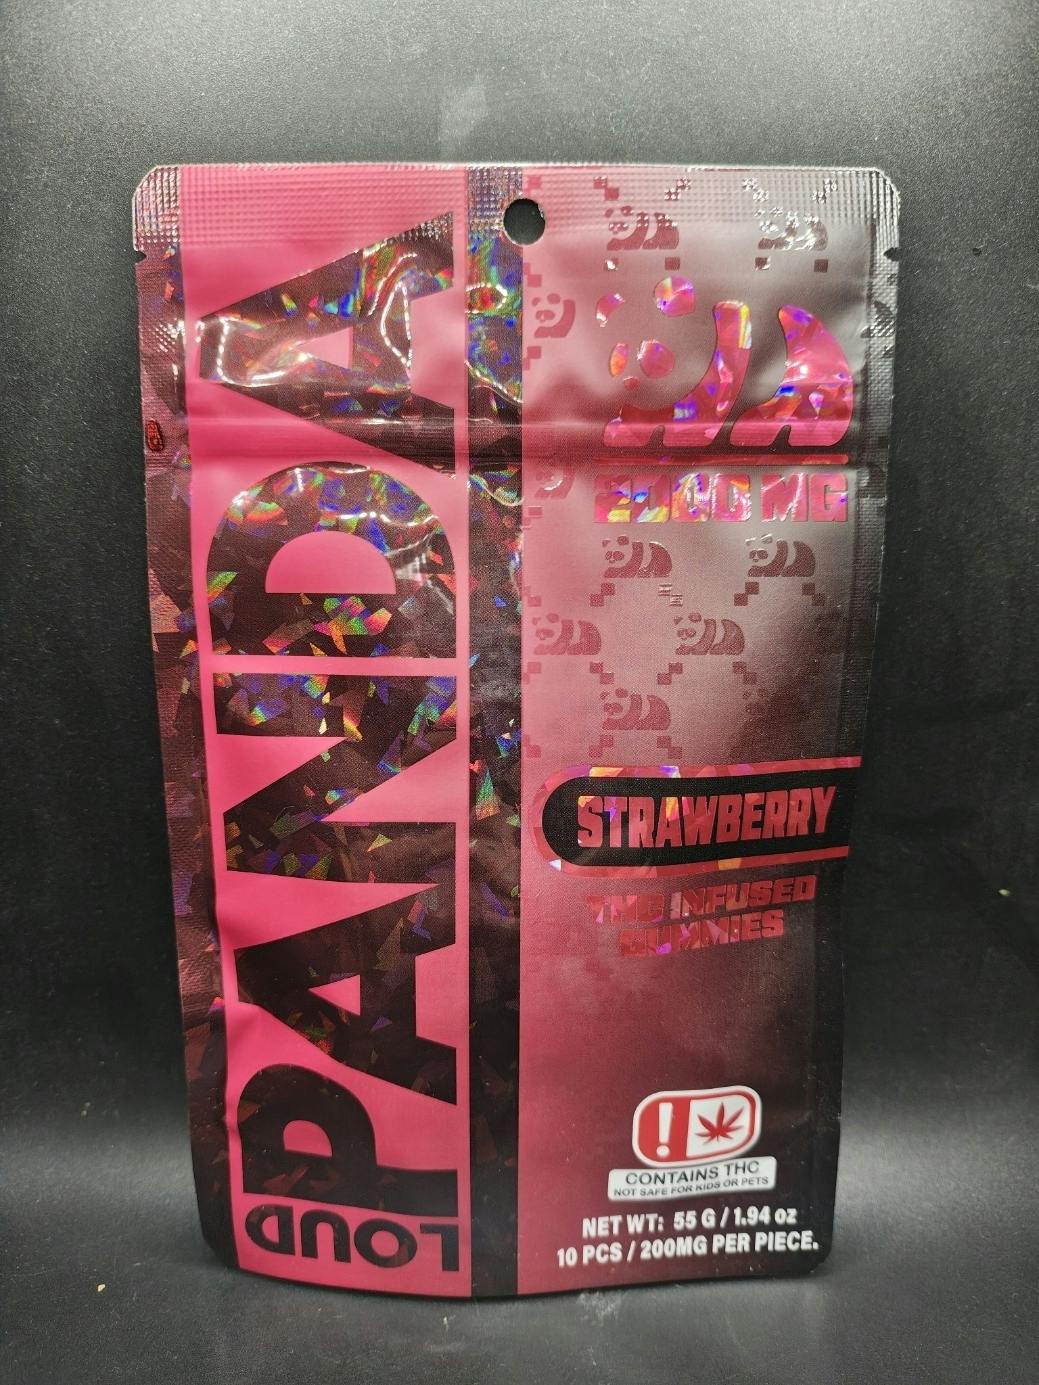 PANDA
LOUD
2000 MG
STRAWBERRY
THC INFUSED
GUMMIES
!
CONTAINS THC
NOT SAFE FOR KIDS OR PETS
NET WT: 55 G / 1.94 oz
10 PCS / 200MG PER PIECE.